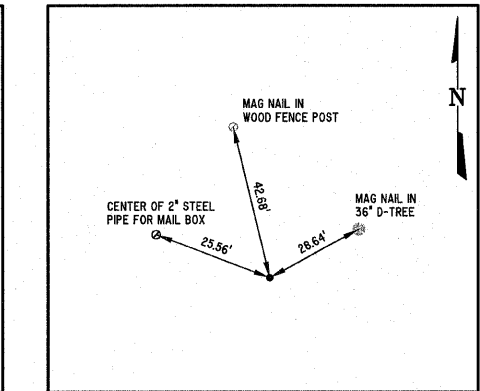 N
MAG NAIL IN
WOOD FENCE POST
42.68'
MAG NAIL IN
36" D-TREE
CENTER OF 2" STEEL
PIPE FOR MAIL BOX
25.56'
28.64'